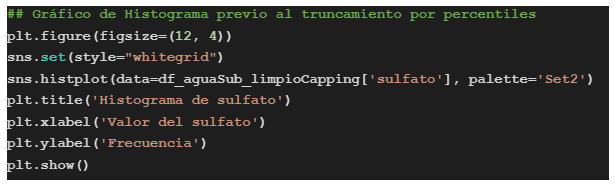 ## Gráfico de Histograma previo al truncamiento por percentiles
plt.figure(figsize=(12, 4))
sns.set(style="whitegrid")
sns.histplot(data=df_aguaSub_limpioCapping['sulfato'], palette='Set2')
plt.title('Histograma de sulfato')
plt.xlabel('Valor del sulfato')
plt.ylabel('Frecuencia')
plt.show()